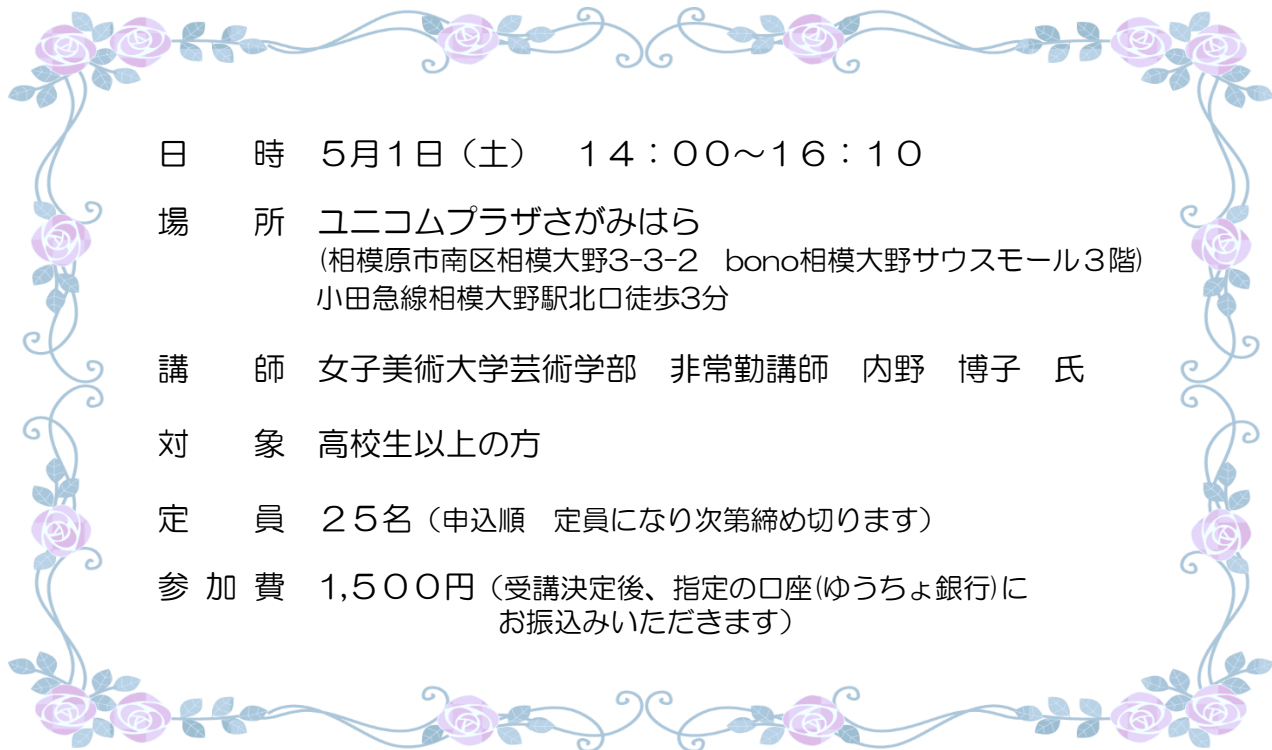 日　時　５月１日（土）　１４：００～１６：１０
場　所　ユニコムプラザさがみはら
(相模原市南区相模大野3-3-2　bono相模大野サウスモール３階)
小田急線相模大野駅北口徒歩3分
講　師　女子美術大学芸術学部　非常勤講師　内野　博子　氏
対　象　高校生以上の方
定　員　２５名（申込順　定員になり次第締め切ります）
参 加 費　1,５００円（受講決定後、指定の口座(ゆうちょ銀行)に
お振込みいただきます）